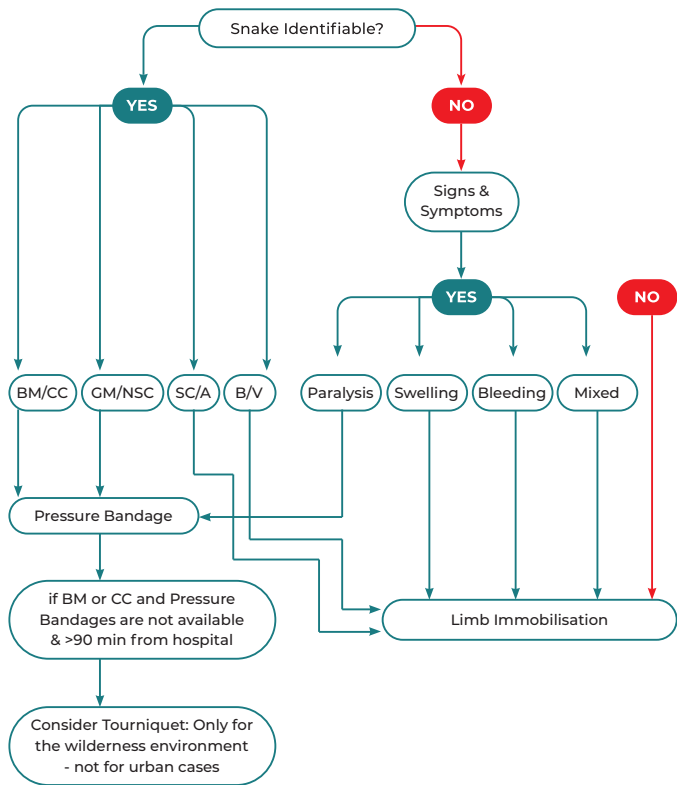 Snake Identifiable?
YES
NO
Signs &
Symptoms
YES
NO
BM/CC
GM/NSC
SC/A
B/V
Paralysis
Swelling
Bleeding
Mixed
Pressure Bandage
if BM or CC and Pressure
Bandages are not available
& >90 min from hospital
Limb Immobilisation
Consider Tourniquet: Only for
the wilderness environment
- not for urban cases